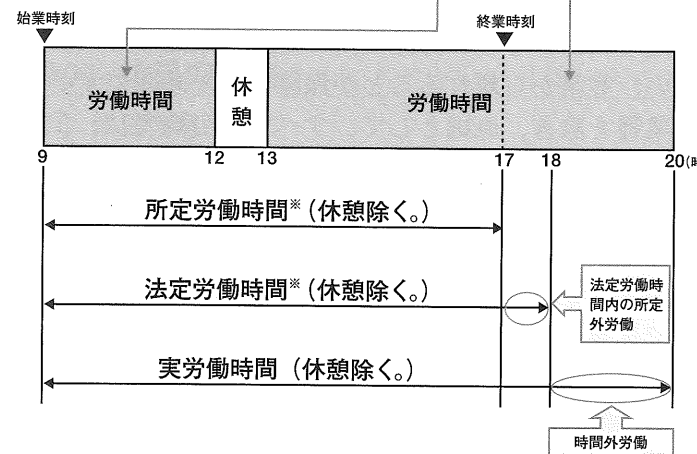 始業時刻
終業時刻
労働時間
休憩
労働時間
9
12
13
17
18
20(時
所定労働時間※(休憩除く。)
法定労働時間※(休憩除く。)
法定労働時
間内の所定
外労働
実労働時間(休憩除く。)
時間外労働